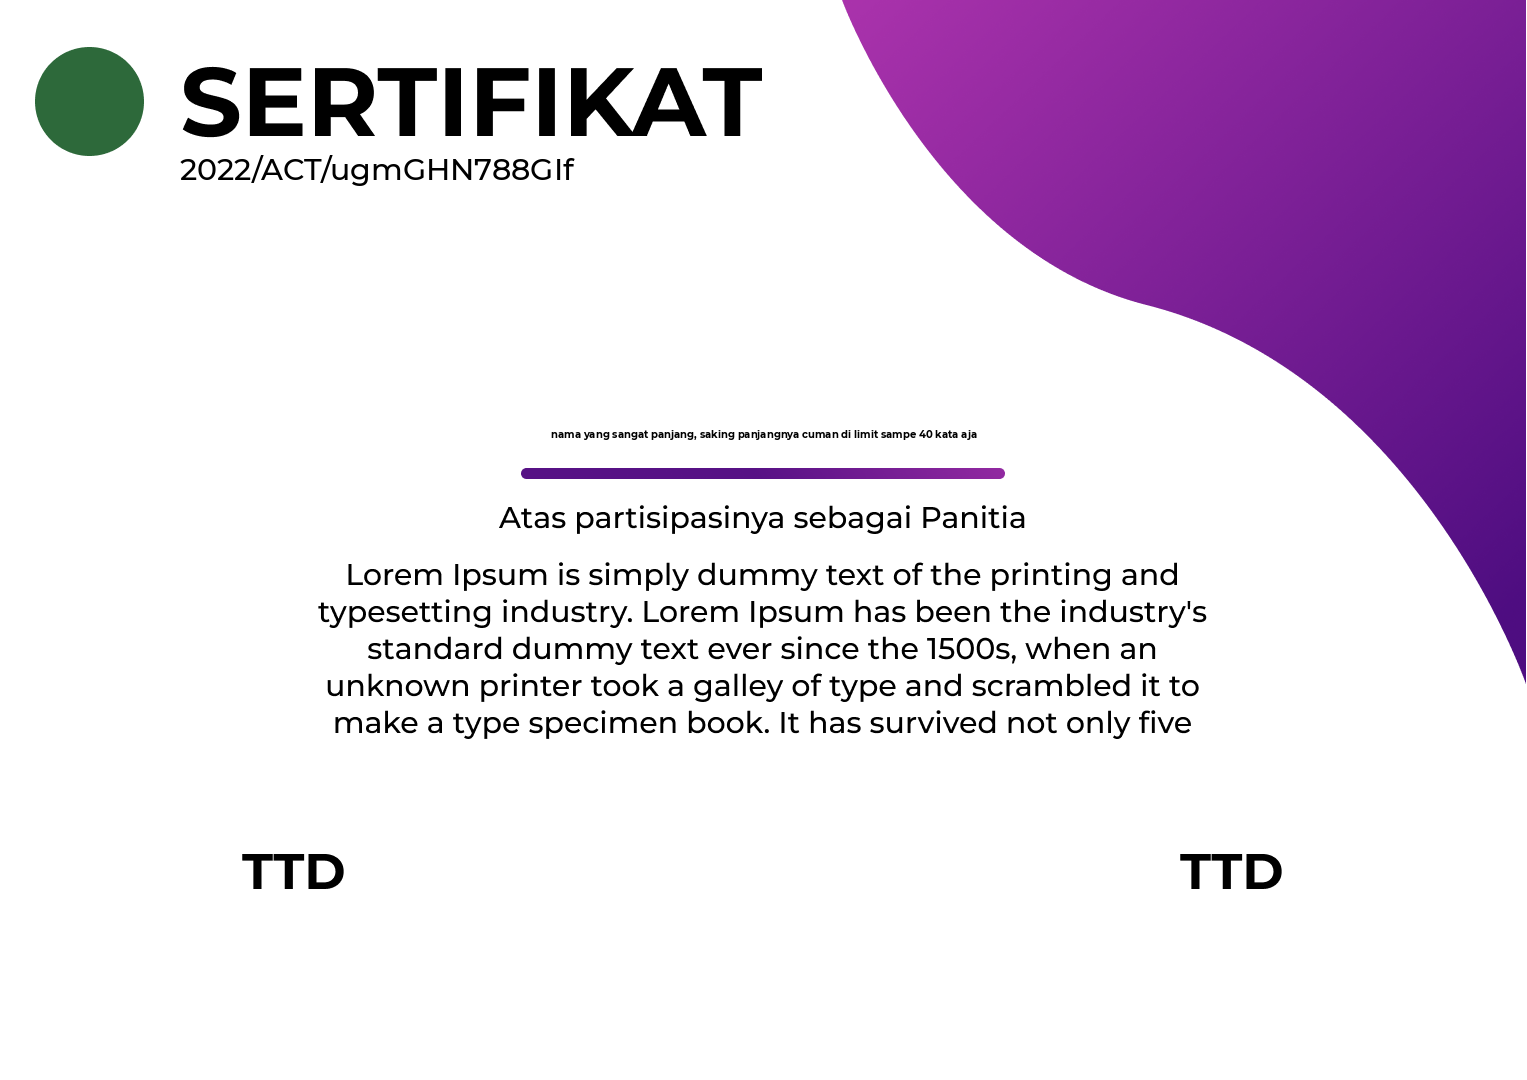 SERTIFIKAT
2022/ACT/ugmGHN788GIf
nama yang sangat panjang, saking panjangnya cuman di limit sampe 40 kata aja
Atas partisipasinya sebagai Panitia
Lorem Ipsum is simply dummy text of the printing and
typesetting industry. Lorem Ipsum has been the industry's
standard dummy text ever since the 1500s, when an
unknown printer took a galley of type and scrambled it to
make a type specimen book. It has survived not only five
TTD
TTD